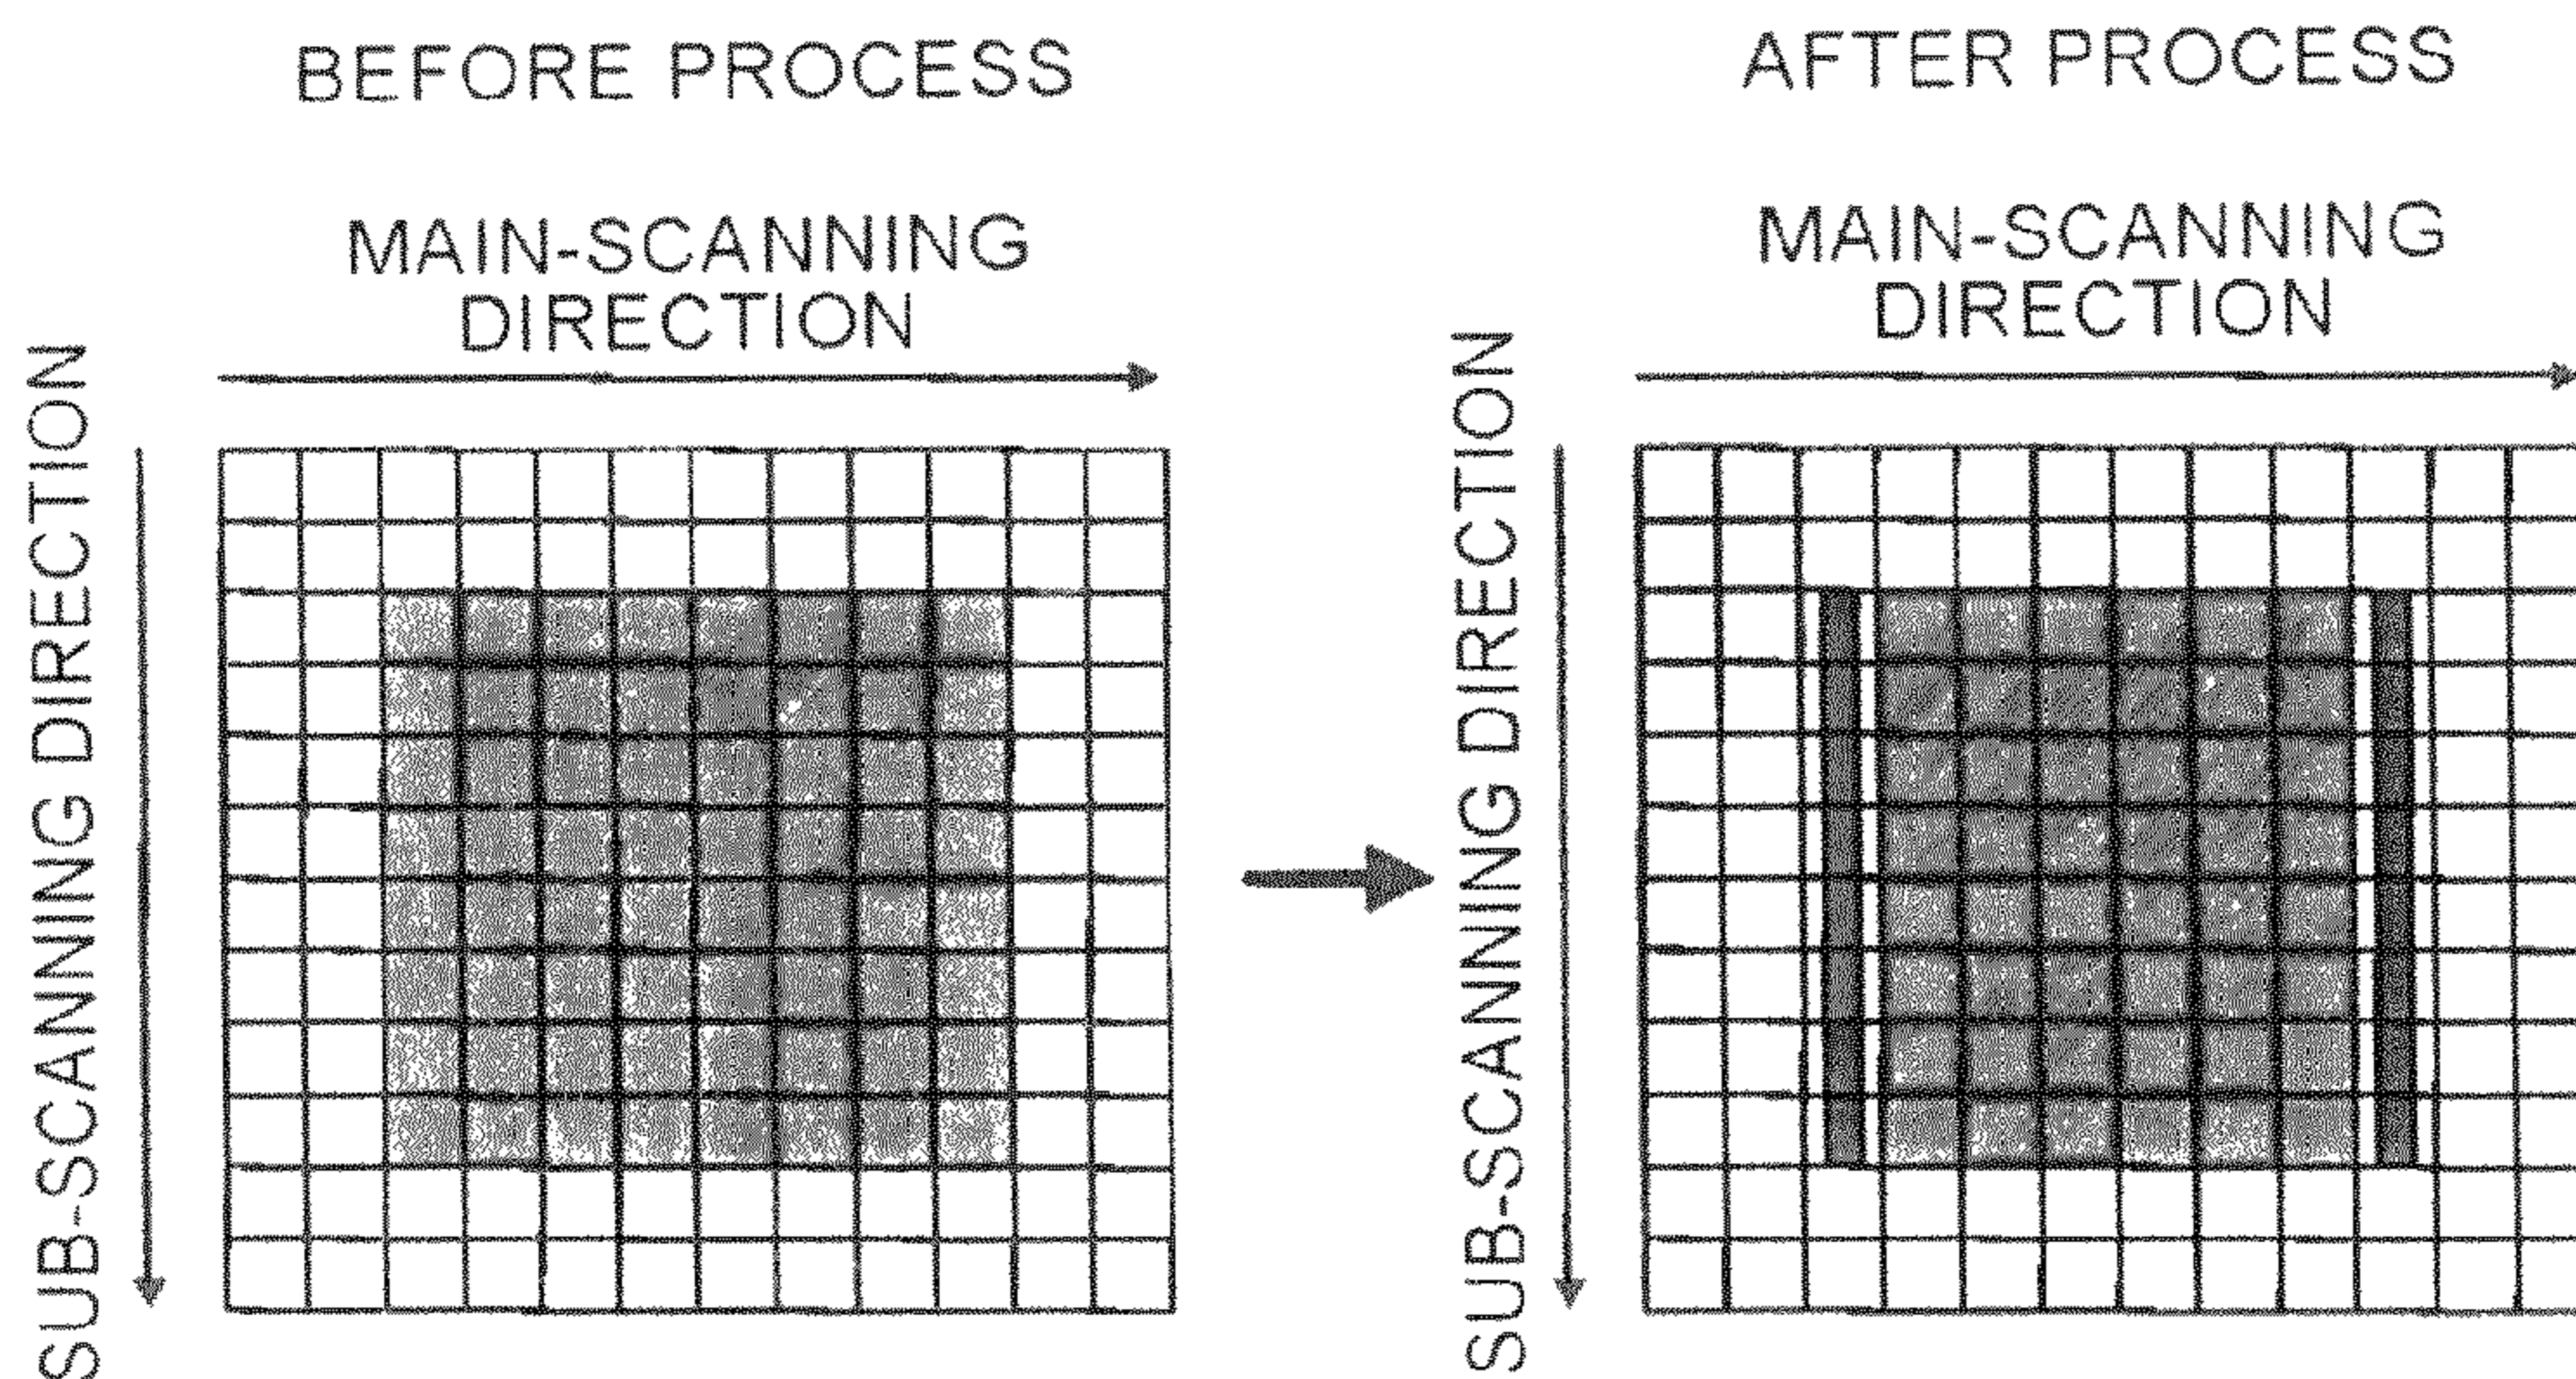 BEFORE PROCESS
MAIN-SCANNING
DIRECTION
SUB-SCANNING DIRECTION
AFTER PROCESS
MAIN-SCANNING
DIRECTION
SUB-SCANNING DIRECTION